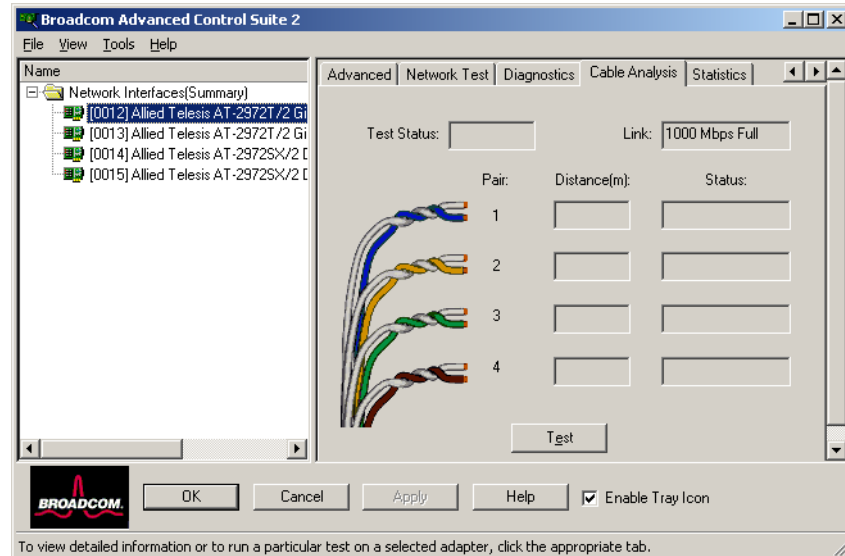 Broadcom Advanced Control Suite 2
File View Tools Help
Name
Network Interfaces(Summary)
[0012] Allied Telesis AT-2972T/2 Gi
[0013] Allied Telesis AT-2972T/2 Gi
[0014] Allied Telesis AT-2972SX/2 D
[0015] Allied Telesis AT-2972SX/2 D
Advanced Network Test Diagnostics Cable Analysis Statistics
Test Status: Link: 1000 Mbps Full
Pair: Distance(m): Status:
1
2
3
4
Test
BROADCOM.
OK Cancel Apply Help Enable Tray Icon
To view detailed information or to run a particular test on a selected adapter, click the appropriate tab.